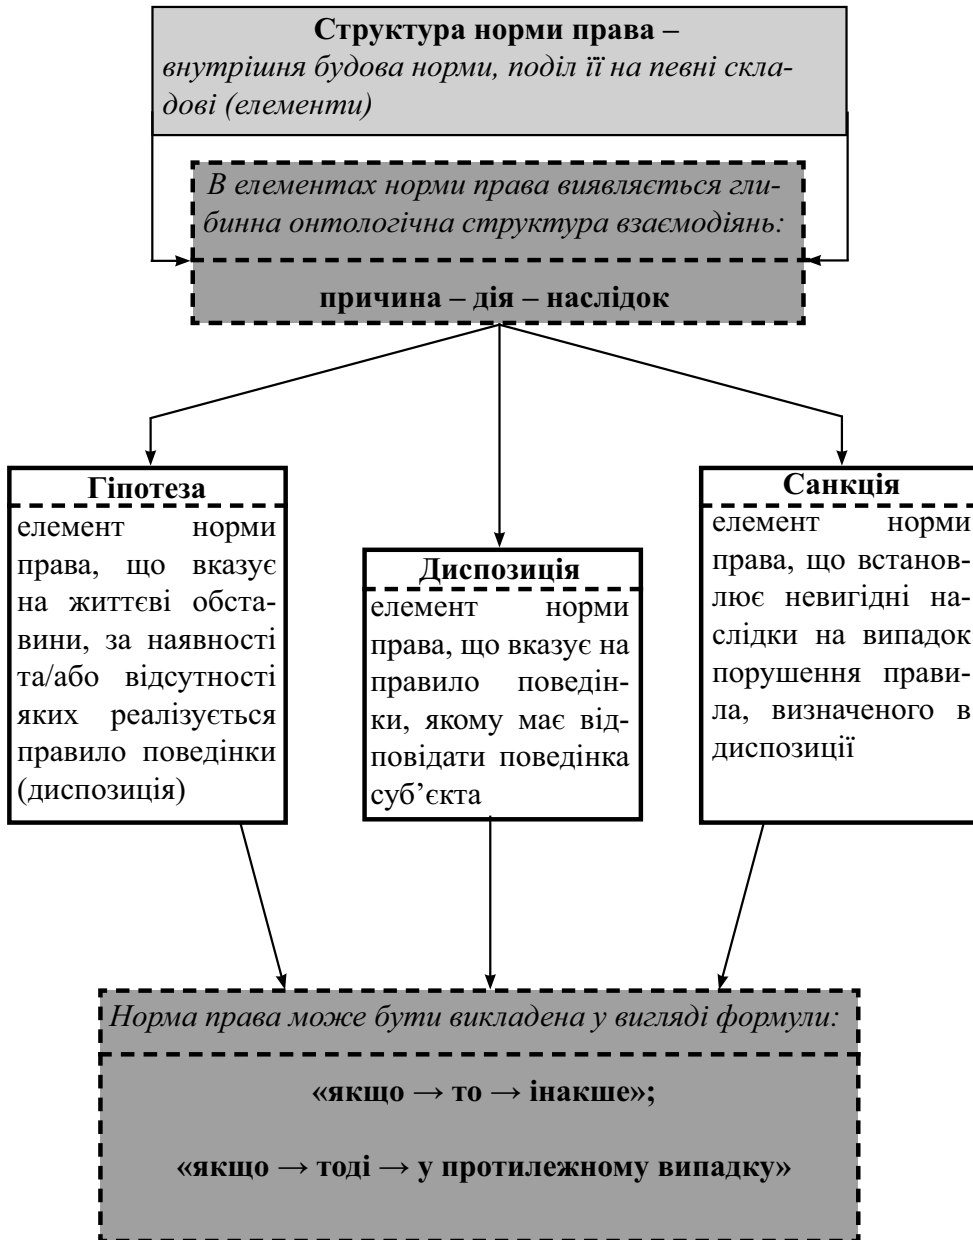 Структура норми права –
внутрішня будова норми, поділ її на певні скла-
дові (елементи)
В елементах норми права виявляється гли-
бинна онтологічна структура взаємодіянь:
причина – дія – наслідок
Гіпотеза
елемент норми
права, що вказує
на життєві обста-
вини, за наявності
та/або відсутності
яких реалізується
правило поведінки
(диспозиція)
Диспозиція
елемент норми
права, що вказує на
правило поведін-
ки, якому має від-
повідати поведінка
суб’єкта
Санкція
елемент норми
права, що встанов-
лює невигідні на-
слідки на випадок
порушення прави-
ла, визначеного в
диспозиції
Норма права може бути викладена у вигляді формули:
«якщо → то → інакше»;
«якщо → тоді → у протилежному випадку»